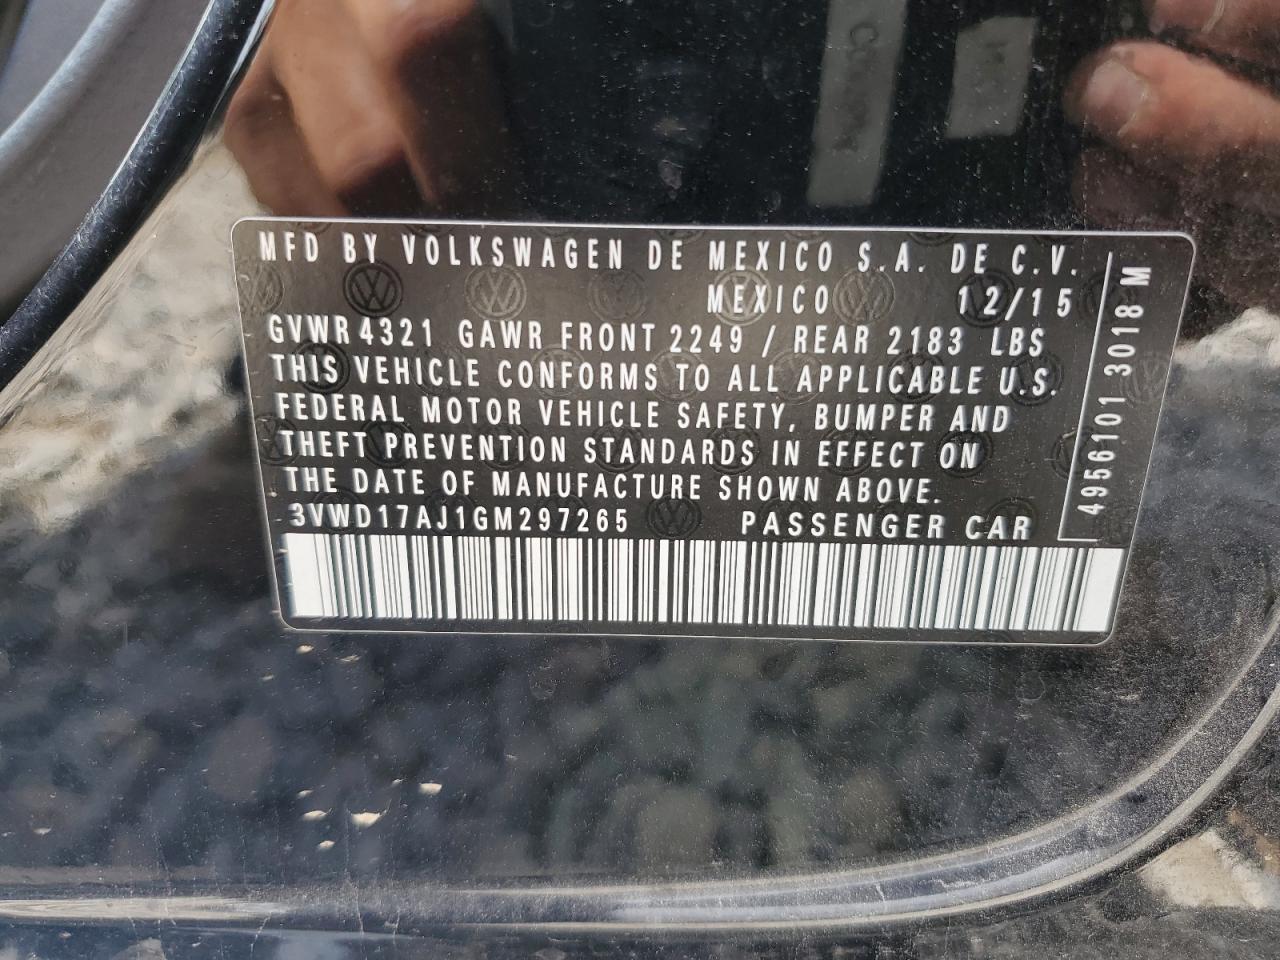 MFD BY VOLKSWAGEN DE MEXICO S.A. DE C.V.
MEXICO 12/15
GVWR 4321 GAWR FRONT 2249 / REAR 2183 LBS
THIS VEHICLE CONFORMS TO ALL APPLICABLE U.S.
FEDERAL MOTOR VEHICLE SAFETY, BUMPER AND
THEFT PREVENTION STANDARDS IN EFFECT ON
THE DATE OF MANUFACTURE SHOWN ABOVE.
3VWD17AJ1GM297265 PASSENGER CAR
4956101 3018 M